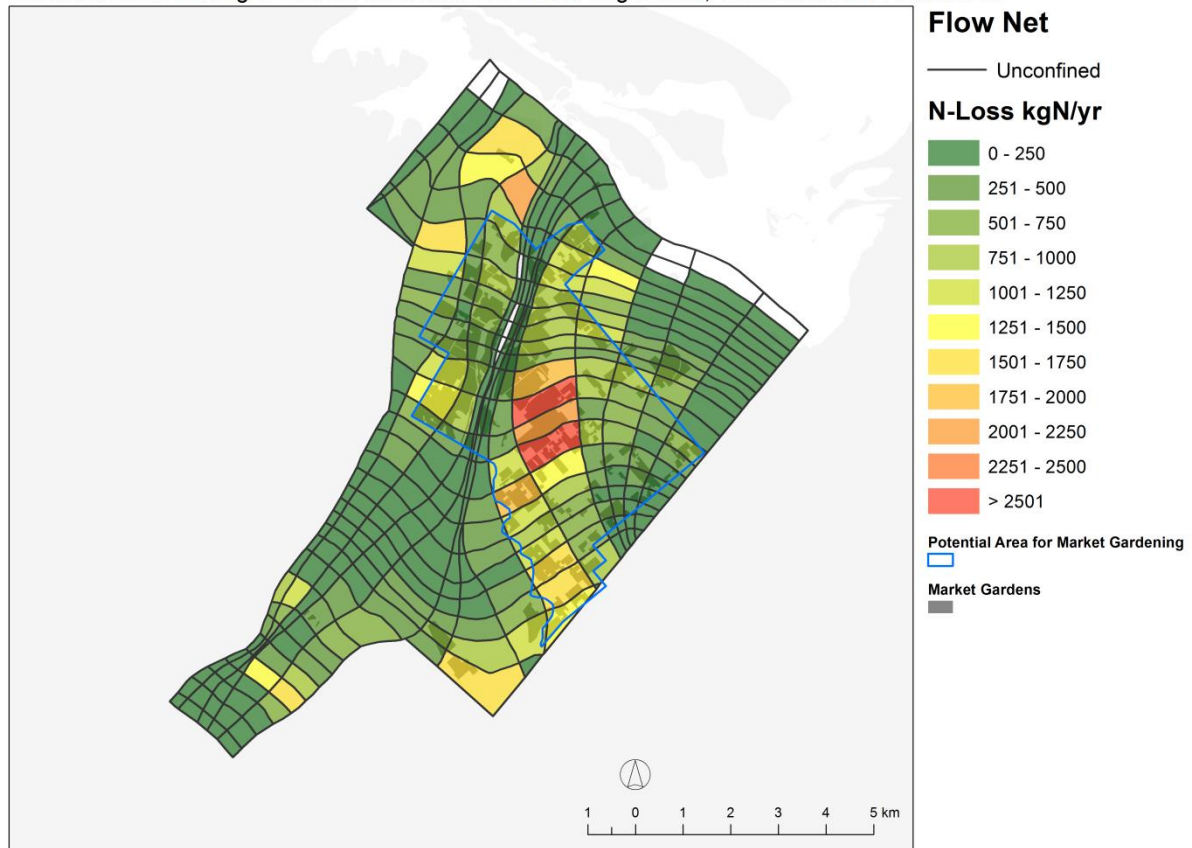 Flow Net
Unconfined
N-Loss kgN/yr
0 - 250
251 - 500
501 - 750
751 - 1000
1001 - 1250
1251 - 1500
1501 - 1750
1751 - 2000
2001 - 2250
2251 - 2500
> 2501
Potential Area for Market Gardening
Market Gardens
1 0 1 2 3 4 5 km